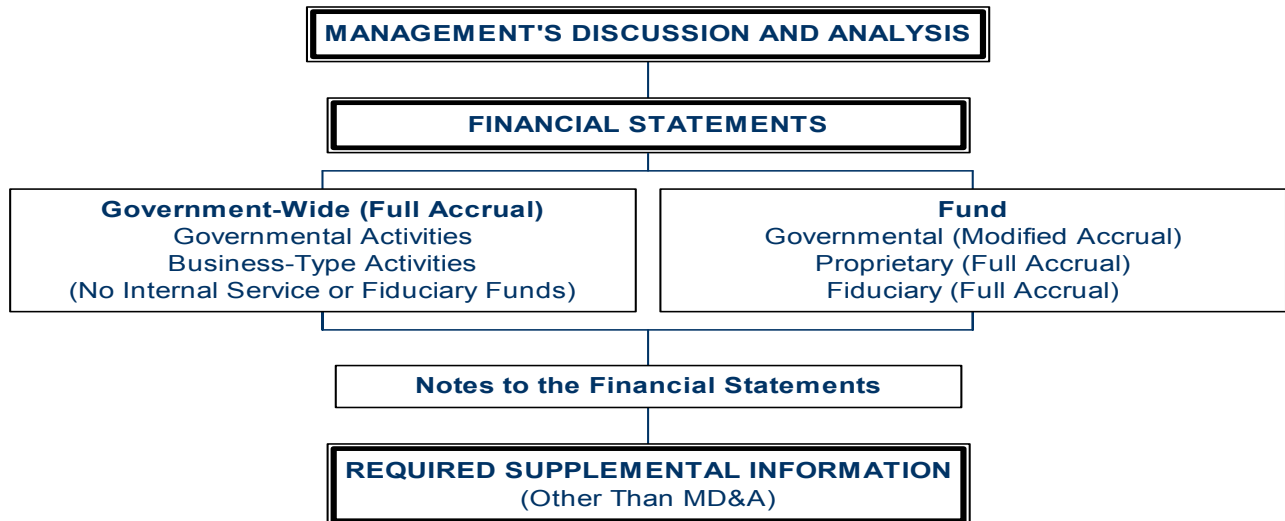 MANAGEMENT'S DISCUSSION AND ANALYSIS
FINANCIAL STATEMENTS
Government-Wide (Full Accrual)
Governmental Activities
Business-Type Activities
(No Internal Service or Fiduciary Funds)
Fund
Governmental (Modified Accrual)
Proprietary (Full Accrual)
Fiduciary (Full Accrual)
Notes to the Financial Statements
REQUIRED SUPPLEMENTAL INFORMATION
(Other Than MD&A)